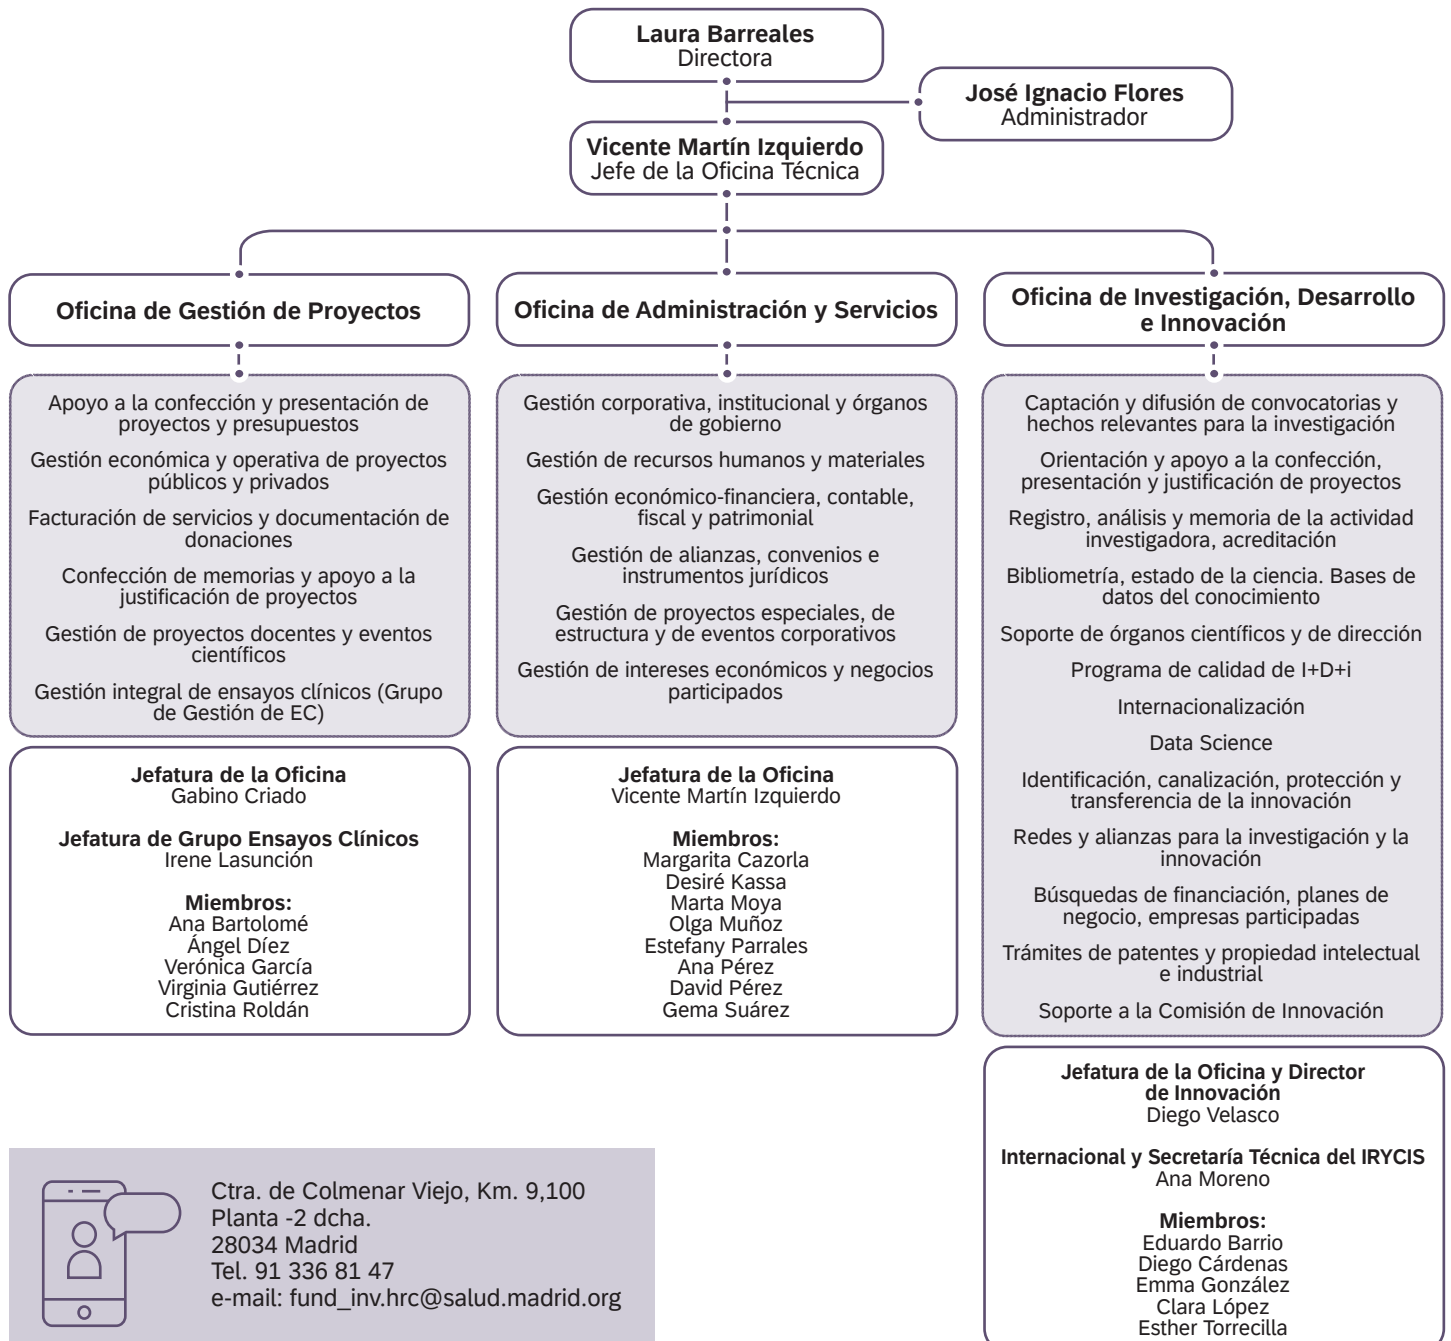 Laura Barreales
Directora
José Ignacio Flores
Administrador
Vicente Martín Izquierdo
Jefe de la Oficina Técnica
Oficina de Gestión de Proyectos
Apoyo a la confección y presentación de
proyectos y presupuestos
Gestión económica y operativa de proyectos
públicos y privados
Facturación de servicios y documentación de
donaciones
Confección de memorias y apoyo a la
justificación de proyectos
Gestión de proyectos docentes y eventos
científicos
Gestión integral de ensayos clínicos (Grupo
de Gestión de EC)
Jefatura de la Oficina
Gabino Criado
Jefatura de Grupo Ensayos Clínicos
Irene Lasunción
Miembros:
Ana Bartolomé
Ángel Díez
Verónica García
Virginia Gutiérrez
Cristina Roldán
Oficina de Administración y Servicios
Gestión corporativa, institucional y órganos
de gobierno
Gestión de recursos humanos y materiales
Gestión económico-financiera, contable,
fiscal y patrimonial
Gestión de alianzas, convenios e
instrumentos jurídicos
Gestión de proyectos especiales, de
estructura y de eventos corporativos
Gestión de intereses económicos y negocios
participados
Jefatura de la Oficina
Vicente Martín Izquierdo
Miembros:
Margarita Cazorla
Desiré Kassa
Marta Moya
Olga Muñoz
Estefany Parrales
Ana Pérez
David Pérez
Gema Suárez
Oficina de Investigación, Desarrollo
e Innovación
Captación y difusión de convocatorias y
hechos relevantes para la investigación
Orientación y apoyo a la confección,
presentación y justificación de proyectos
Registro, análisis y memoria de la actividad
investigadora, acreditación
Bibliometría, estado de la ciencia. Bases de
datos del conocimiento
Soporte de órganos científicos y de dirección
Programa de calidad de I+D+i
Internacionalización
Data Science
Identificación, canalización, protección y
transferencia de la innovación
Redes y alianzas para la investigación y la
innovación
Búsquedas de financiación, planes de
negocio, empresas participadas
Trámites de patentes y propiedad intelectual
e industrial
Soporte a la Comisión de Innovación
Jefatura de la Oficina y Director
de Innovación
Diego Velasco
Internacional y Secretaría Técnica del IRYCIS
Ana Moreno
Miembros:
Eduardo Barrio
Diego Cárdenas
Emma González
Clara López
Esther Torrecilla
Ctra. de Colmenar Viejo, Km. 9,100
Planta -2 dcha.
28034 Madrid
Tel. 91 336 81 47
e-mail: fund_inv.hrc@salud.madrid.org